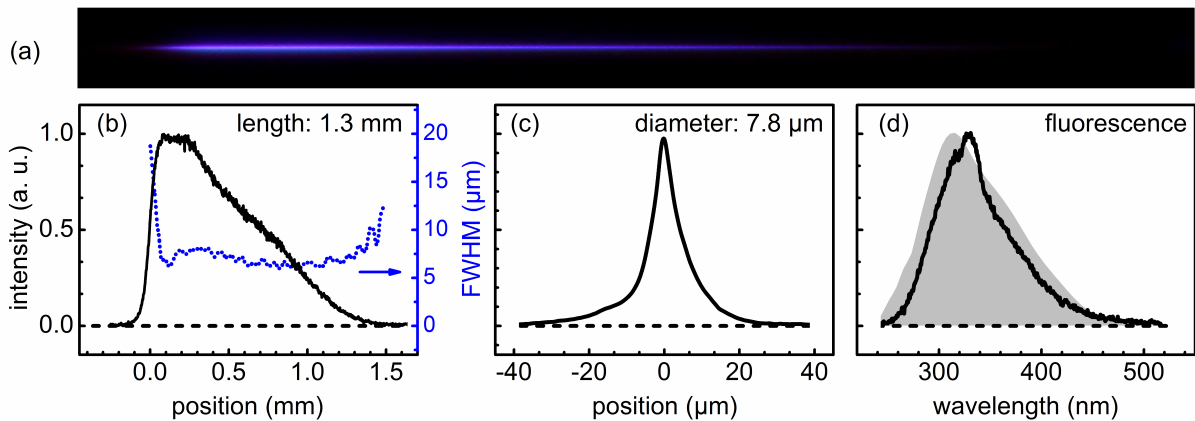 (a)
(b) length: 1.3 mm
(c) diameter: 7.8 µm
(d) fluorescence
intensity (a. u.)
1.0
0.5
0.0
20
15
10
5
0
FWHM (µm)
0.0 0.5 1.0 1.5
position (mm)
-40 -20 0 20 40
position (µm)
300 400 500
wavelength (nm)